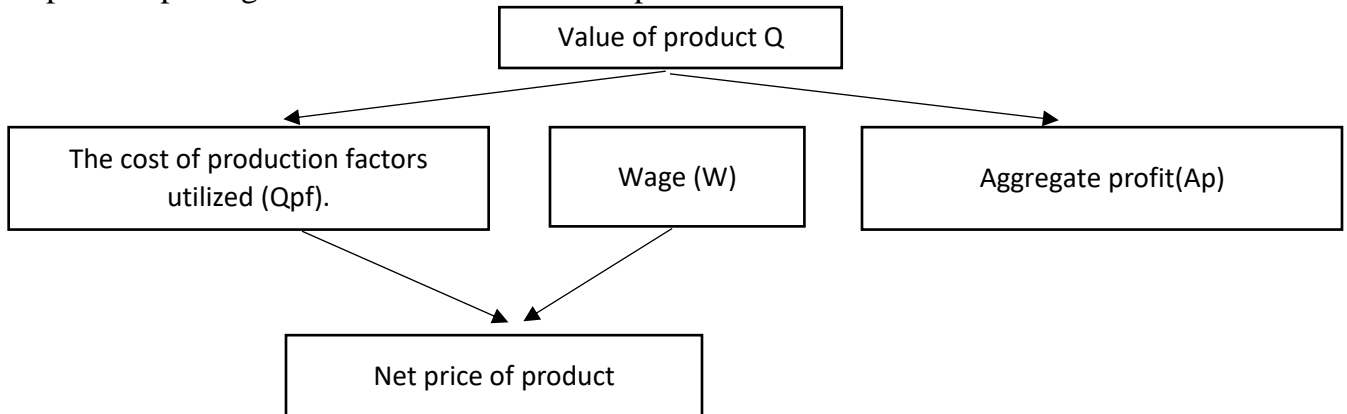 Value of product Q
The cost of production factors
utilized (Qpf).
Wage (W)
Aggregate profit(Ap)
Net price of product